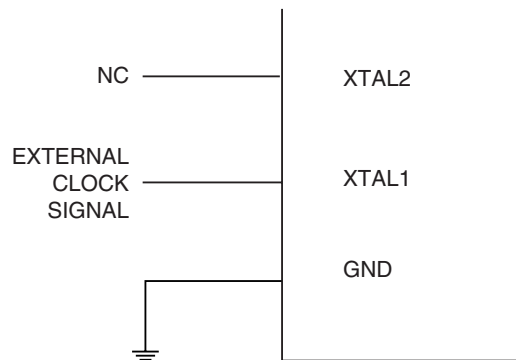 NC
XTAL2
EXTERNAL
CLOCK
SIGNAL
XTAL1
GND